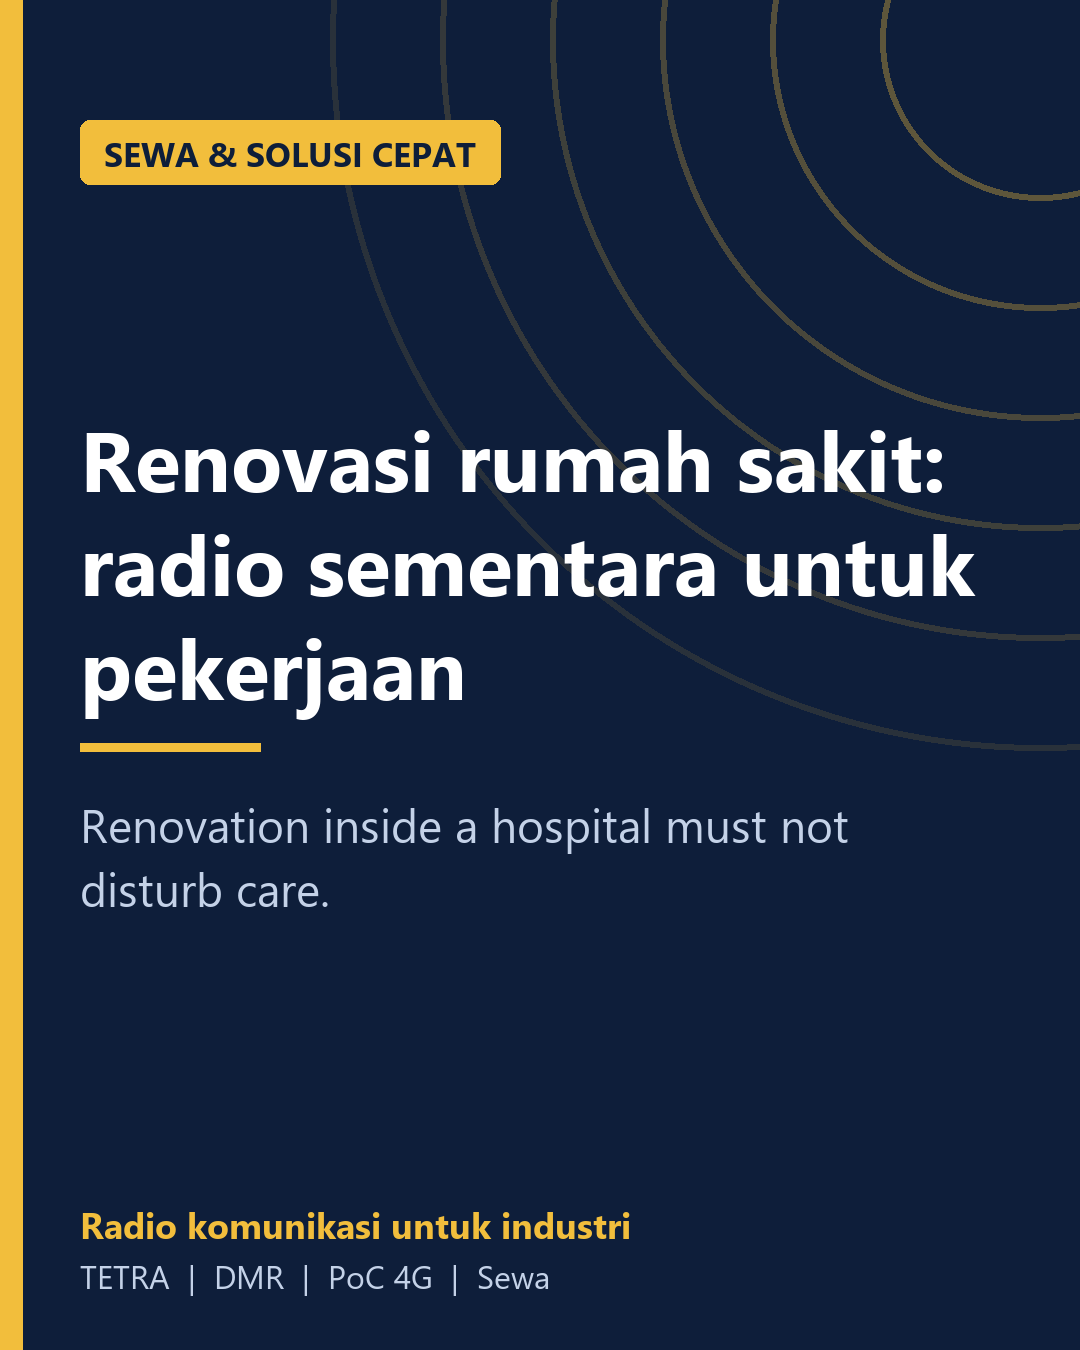 SEWA & SOLUSI CEPAT
Renovasi rumah sakit:
radio sementara untuk
pekerjaan
Renovation inside a hospital must not
disturb care.
Radio komunikasi untuk industri
TETRA | DMR | PoC 4G | Sewa